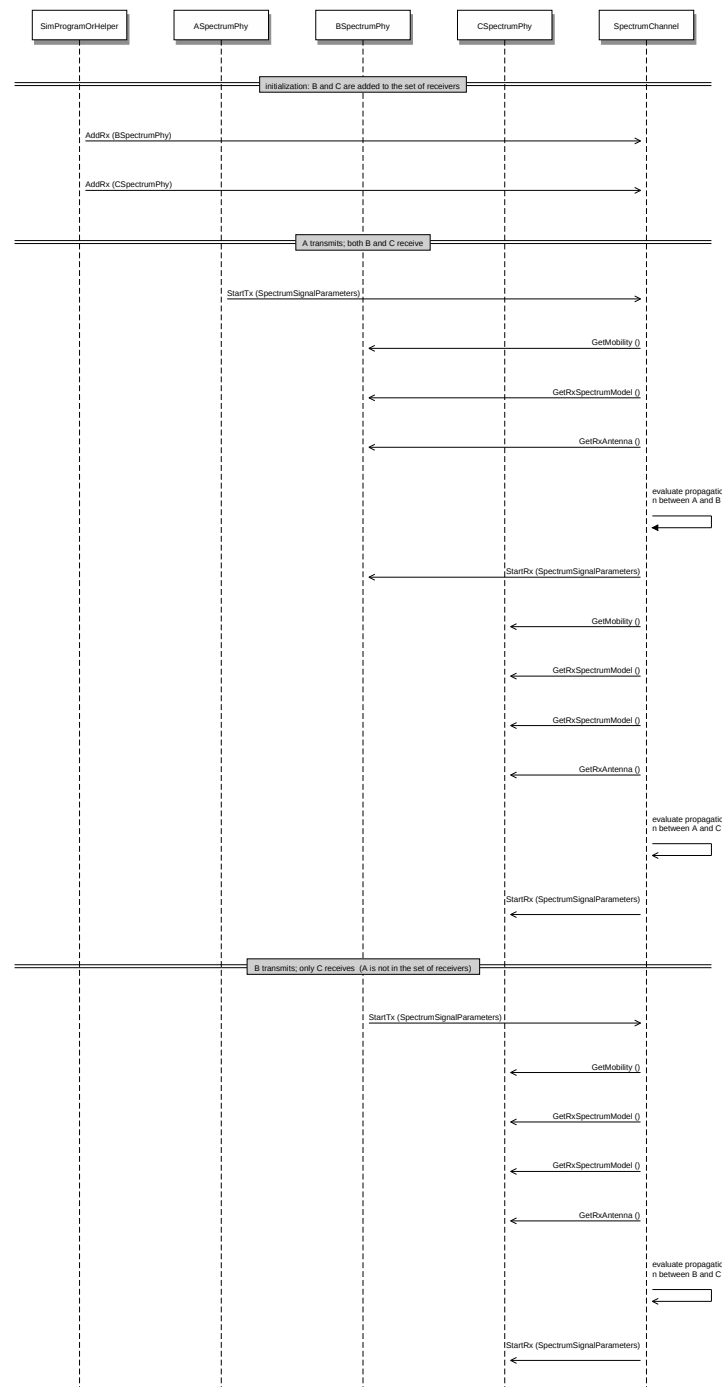 SimProgramOrHelper
ASpectrumPhy
BSpectrumPhy
CSpectrumPhy
SpectrumChannel
initialization: B and C are added to the set of receivers
AddRx (BSpectrumPhy)
AddRx (CSpectrumPhy)
A transmits; both B and C receive
StartTx (SpectrumSignalParameters)
GetMobility ()
GetRxSpectrumModel ()
GetRxAntenna ()
evaluate propagatio
n between A and B
StartRx (SpectrumSignalParameters)
GetMobility ()
GetRxSpectrumModel ()
GetRxSpectrumModel ()
GetRxAntenna ()
evaluate propagatio
n between A and C
StartRx (SpectrumSignalParameters)
B transmits; only C receives (A is not in the set of receivers)
StartTx (SpectrumSignalParameters)
GetMobility ()
GetRxSpectrumModel ()
GetRxSpectrumModel ()
GetRxAntenna ()
evaluate propagatio
n between B and C
StartRx (SpectrumSignalParameters)